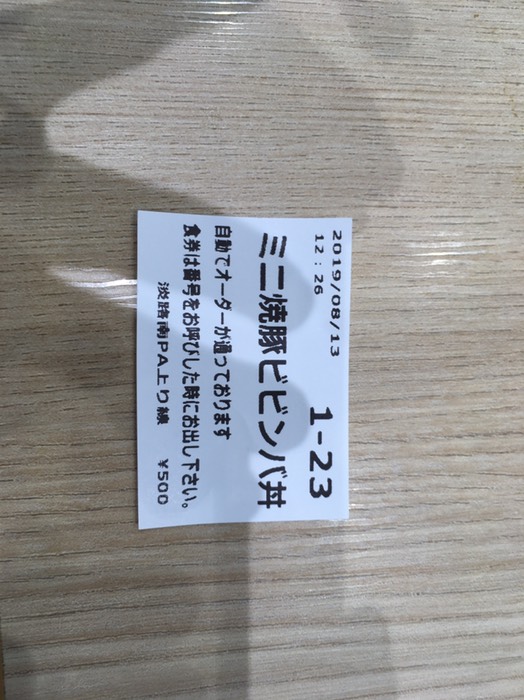 2019/08/13
12:26
1-23
ミニ焼豚ビビンバ丼
自動でオーダーが通っております
食券は番号をお呼びした時にお出し下さい。
淡路南PA上り線 ¥500